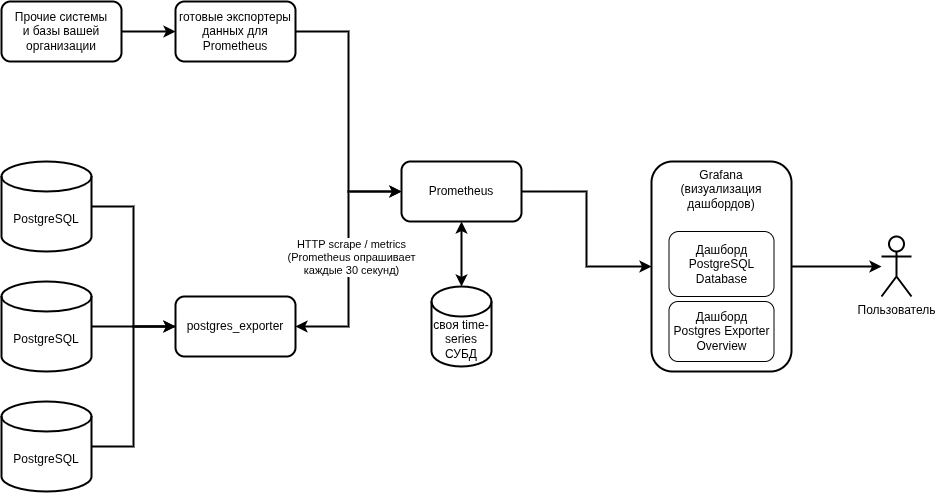 Прочие системы
и базы вашей
организации
готовые экспортеры
данных для
Prometheus
PostgreSQL
PostgreSQL
PostgreSQL
postgres_exporter
HTTP scrape / metrics
(Prometheus опрашивает
каждые 30 секунд)
Prometheus
своя time-
series
СУБД
Grafana
(визуализация
дашбордов)
Дашборд
PostgreSQL
Database
Дашборд
Postgres Exporter
Overview
Пользователь